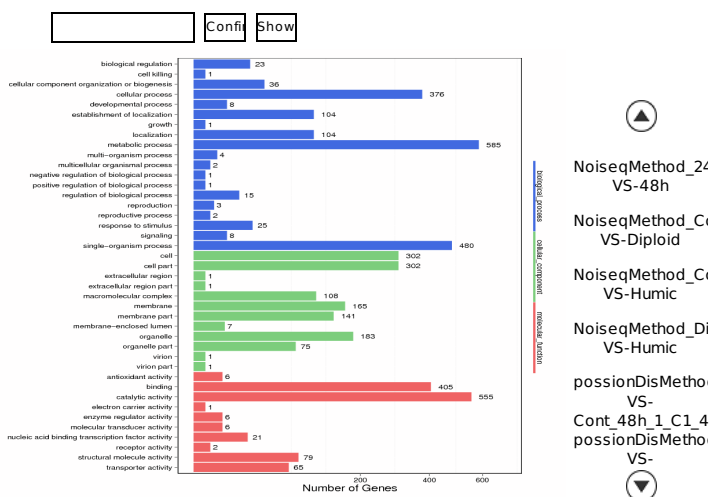 Confi Show
biological regulation 23
cell killing 1
cellular component organization or biogenesis 36
cellular process 376
developmental process 8
establishment of localization 104
growth 1
localization 104
metabolic process 585
multi-organism process 4
multicellular organismal process 2
negative regulation of biological process 1
positive regulation of biological process 1
regulation of biological process 15
reproduction 3
reproductive process 2
response to stimulus 25
signaling 8
single-organism process 480
cell 302
cell part 302
extracellular region 1
extracellular region part 1
macromolecular complex 108
membrane 165
membrane part 141
membrane-enclosed lumen 7
organelle 183
organelle part 75
virion 1
virion part 1
antioxidant activity 6
binding 405
catalytic activity 555
electron carrier activity 1
enzyme regulator activity 6
molecular transducer activity 6
nucleic acid binding transcription factor activity 21
receptor activity 2
structural molecule activity 79
transporter activity 65
200 400 600
Number of Genes
biological_process
cellular_component
molecular_function
NoiseqMethod_24
VS-48h
NoiseqMethod_Co
VS-Diploid
NoiseqMethod_Co
VS-Humic
NoiseqMethod_Di
VS-Humic
possionDisMethod
VS-
Cont_48h_1_C1_4
possionDisMethod
VS-